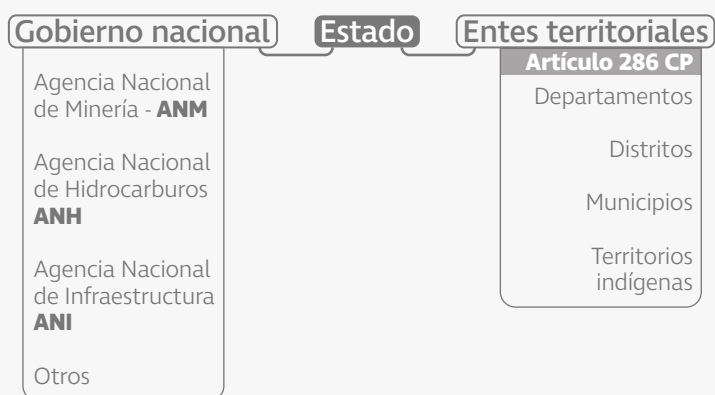 Gobierno nacional
Estado
Entes territoriales
Agencia Nacional
de Minería - ANM
Agencia Nacional
de Hidrocarburos
ANH
Agencia Nacional
de Infraestructura
ANI
Otros
Artículo 286 CP
Departamentos
Distritos
Municipios
Territorios
indígenas